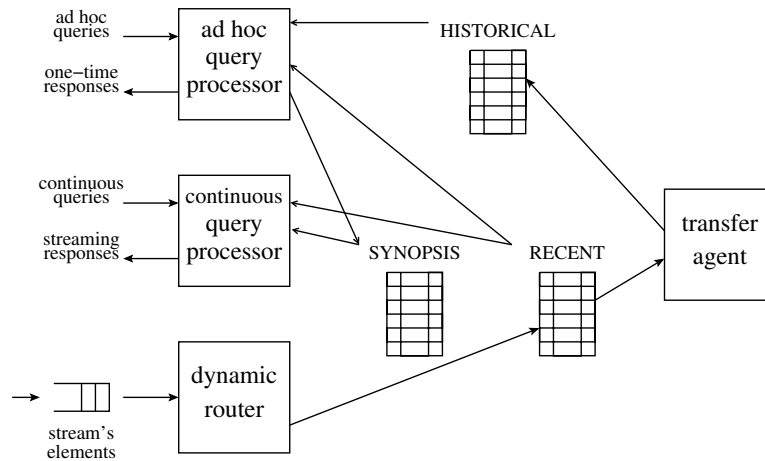 ad hoc
queries
one−time
responses
ad hoc
query
processor
HISTORICAL
continuous
queries
streaming
responses
continuous
query
processor
SYNOPSIS
RECENT
transfer
agent
dynamic
router
stream's
elements